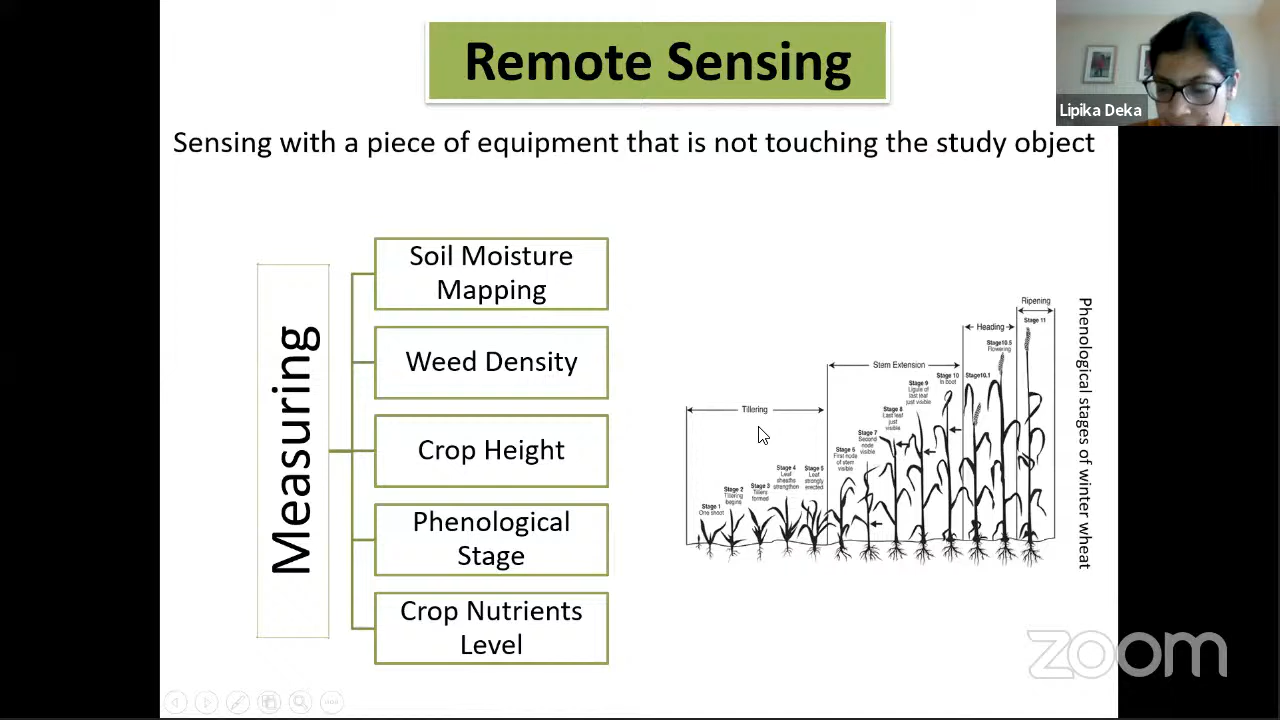 Remote Sensing
Lipika Deka
Sensing with a piece of equipment that is not touching the study object
Measuring
Soil Moisture
Mapping
Weed Density
Crop Height
Phenological
Stage
Crop Nutrients
Level
Ripening
Stage 11
Heading
Stage10.5
Flowering
Stem Extension
Stage 10
In boot
Stage10.1
Stage 9
Ligule of
last leaf
just visible
Stage 8
Last leaf
just
visible
Tillering
Stage 7
Second
node
visible
Stage 6
First node
of stem
visible
Stage 4
Leaf
sheaths
strengthen
Stage 5
Leaf
strongly
erected
Stage 3
Tillers
formed
Stage 2
Tillering
begins
Stage 1
One shoot
Phenological stages of winter wheat
zoom